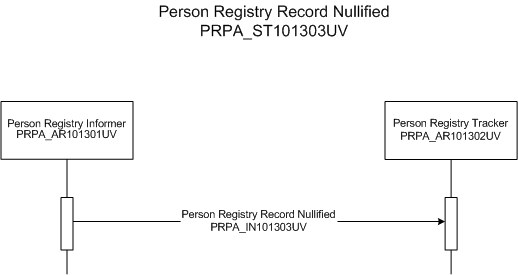 Person Registry Record Nullified
PRPA_ST101303UV
Person Registry Informer
PRPA_AR101301UV
Person Registry Tracker
PRPA_AR101302UV
Person Registry Record Nullified
PRPA_IN101303UV